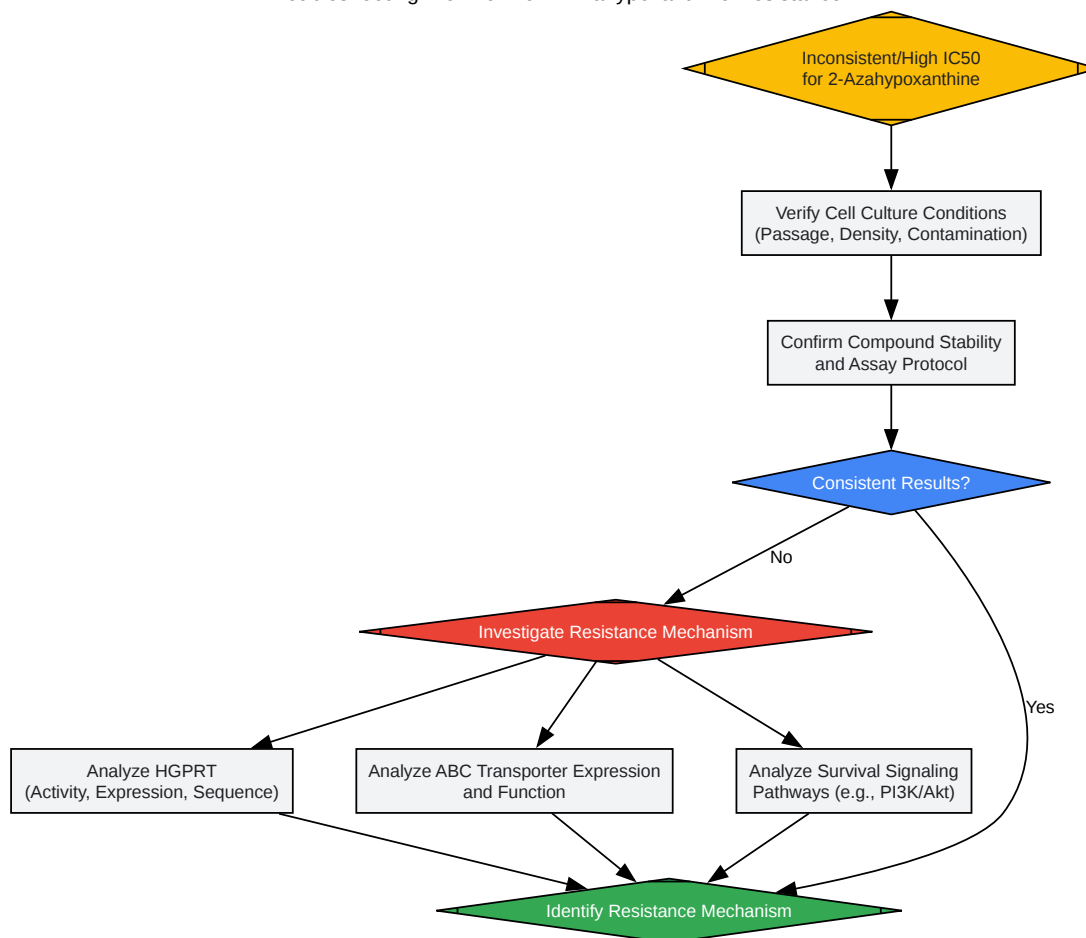 Inconsistent/High IC50
for 2-Azahypoxanthine
Verify Cell Culture Conditions
(Passage, Density, Contamination)
Confirm Compound Stability
and Assay Protocol
Consistent Results?
No
Investigate Resistance Mechanism
Yes
Analyze HGPRT
(Activity, Expression, Sequence)
Analyze ABC Transporter Expression
and Function
Analyze Survival Signaling
Pathways (e.g., PI3K/Akt)
Identify Resistance Mechanism